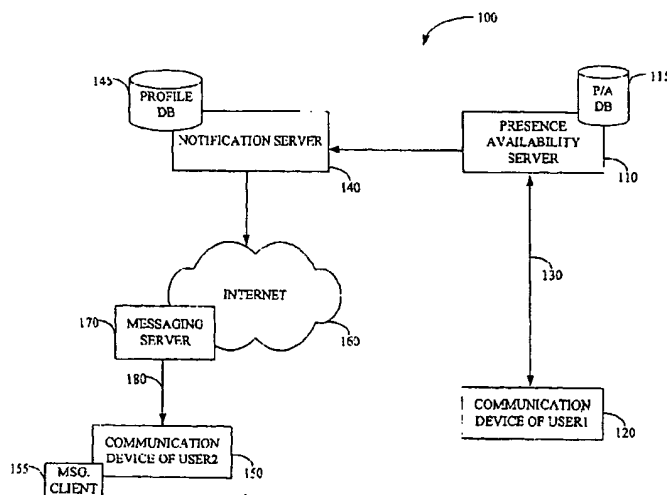 100
145
PROFILE
DB
NOTIFICATION SERVER
140
P/A
DB
115
PRESENCE
AVAILABILITY
SERVER
110
130
INTERNET
160
170
MESSAGING
SERVER
180
COMMUNICATION
DEVICE OF USER2
150
155
MSG.
CLIENT
COMMUNICATION
DEVICE OF USER1
120